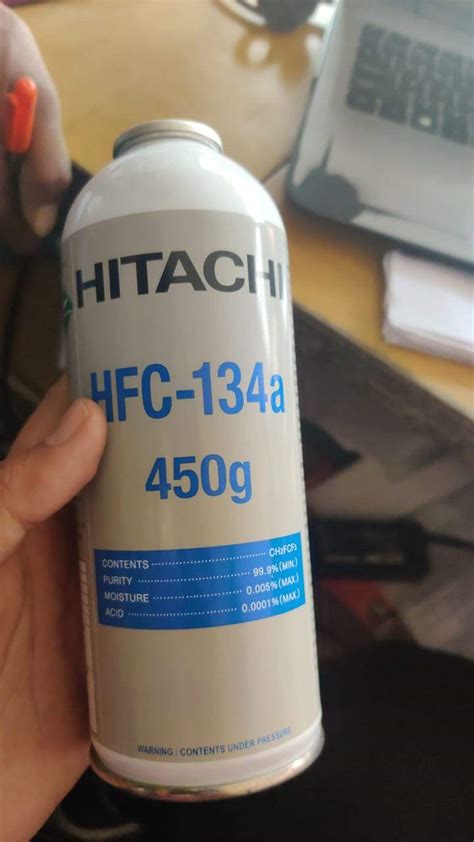 HITACHI
HFC-134a
450g
CONTENTS ........................ CH₂FCF₃
PURITY ........................ 99.9%(MIN.)
MOISTURE .................. 0.005%(MAX.)
ACID ........................ 0.0001%(MAX.)
WARNING : CONTENTS UNDER PRESSURE